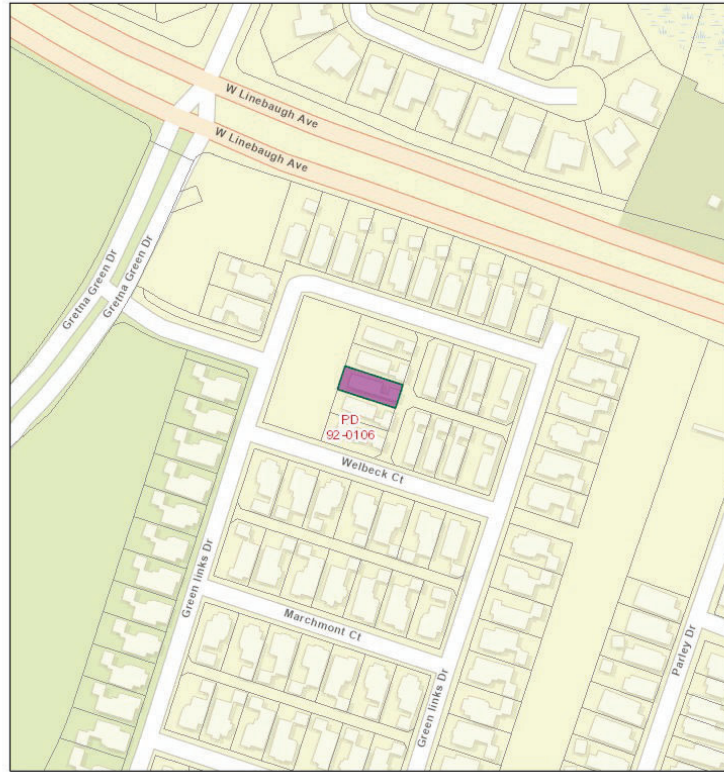 W Linebaugh Ave
W Linebaugh Ave
Gretna Green Dr
Gretna Green Dr
PD
92-0106
Welbeck Ct
Green links Dr
Marchmont Ct
Green links Dr
Parley Dr